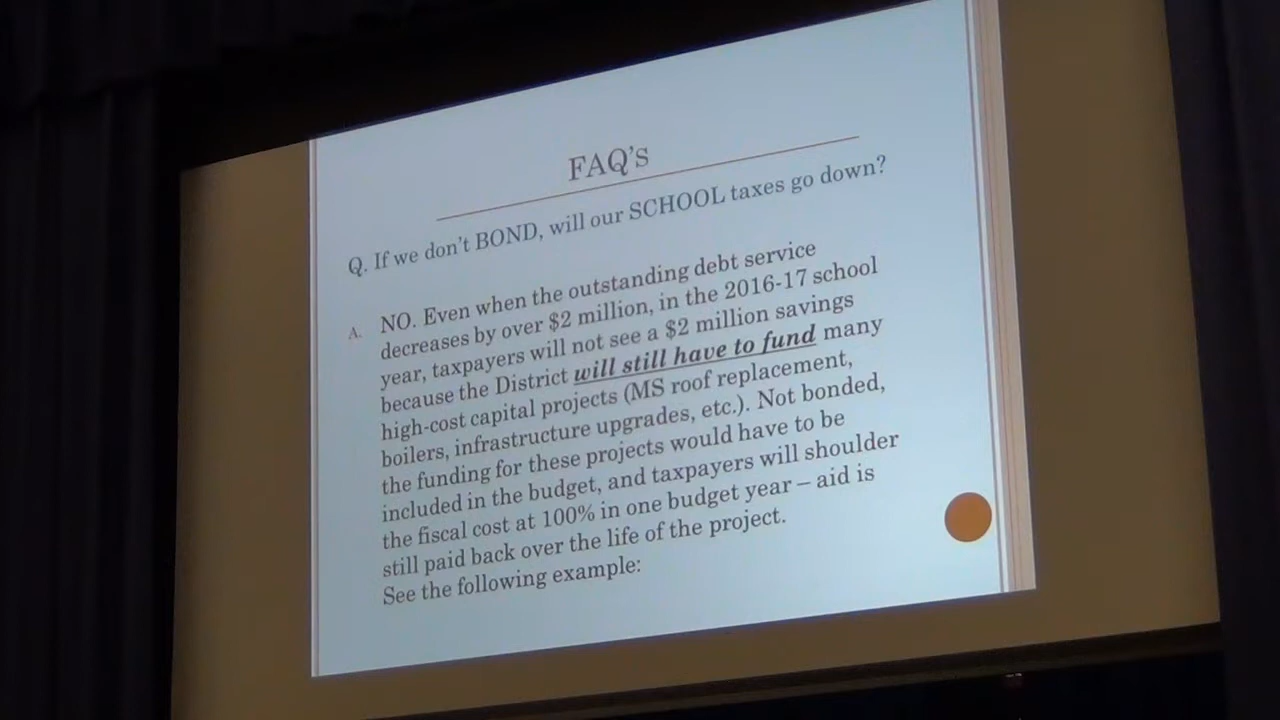 FAQ'S
Q. If we don't BOND, will our SCHOOL taxes go down?
A. NO. Even when the outstanding debt service
decreases by over $2 million, in the 2016-17 school
year, taxpayers will not see a $2 million savings
because the District will still have to fund many
high-cost capital projects (MS roof replacement,
boilers, infrastructure upgrades, etc.). Not bonded,
the funding for these projects would have to be
included in the budget, and taxpayers will shoulder
the fiscal cost at 100% in one budget year – aid is
still paid back over the life of the project.
See the following example: